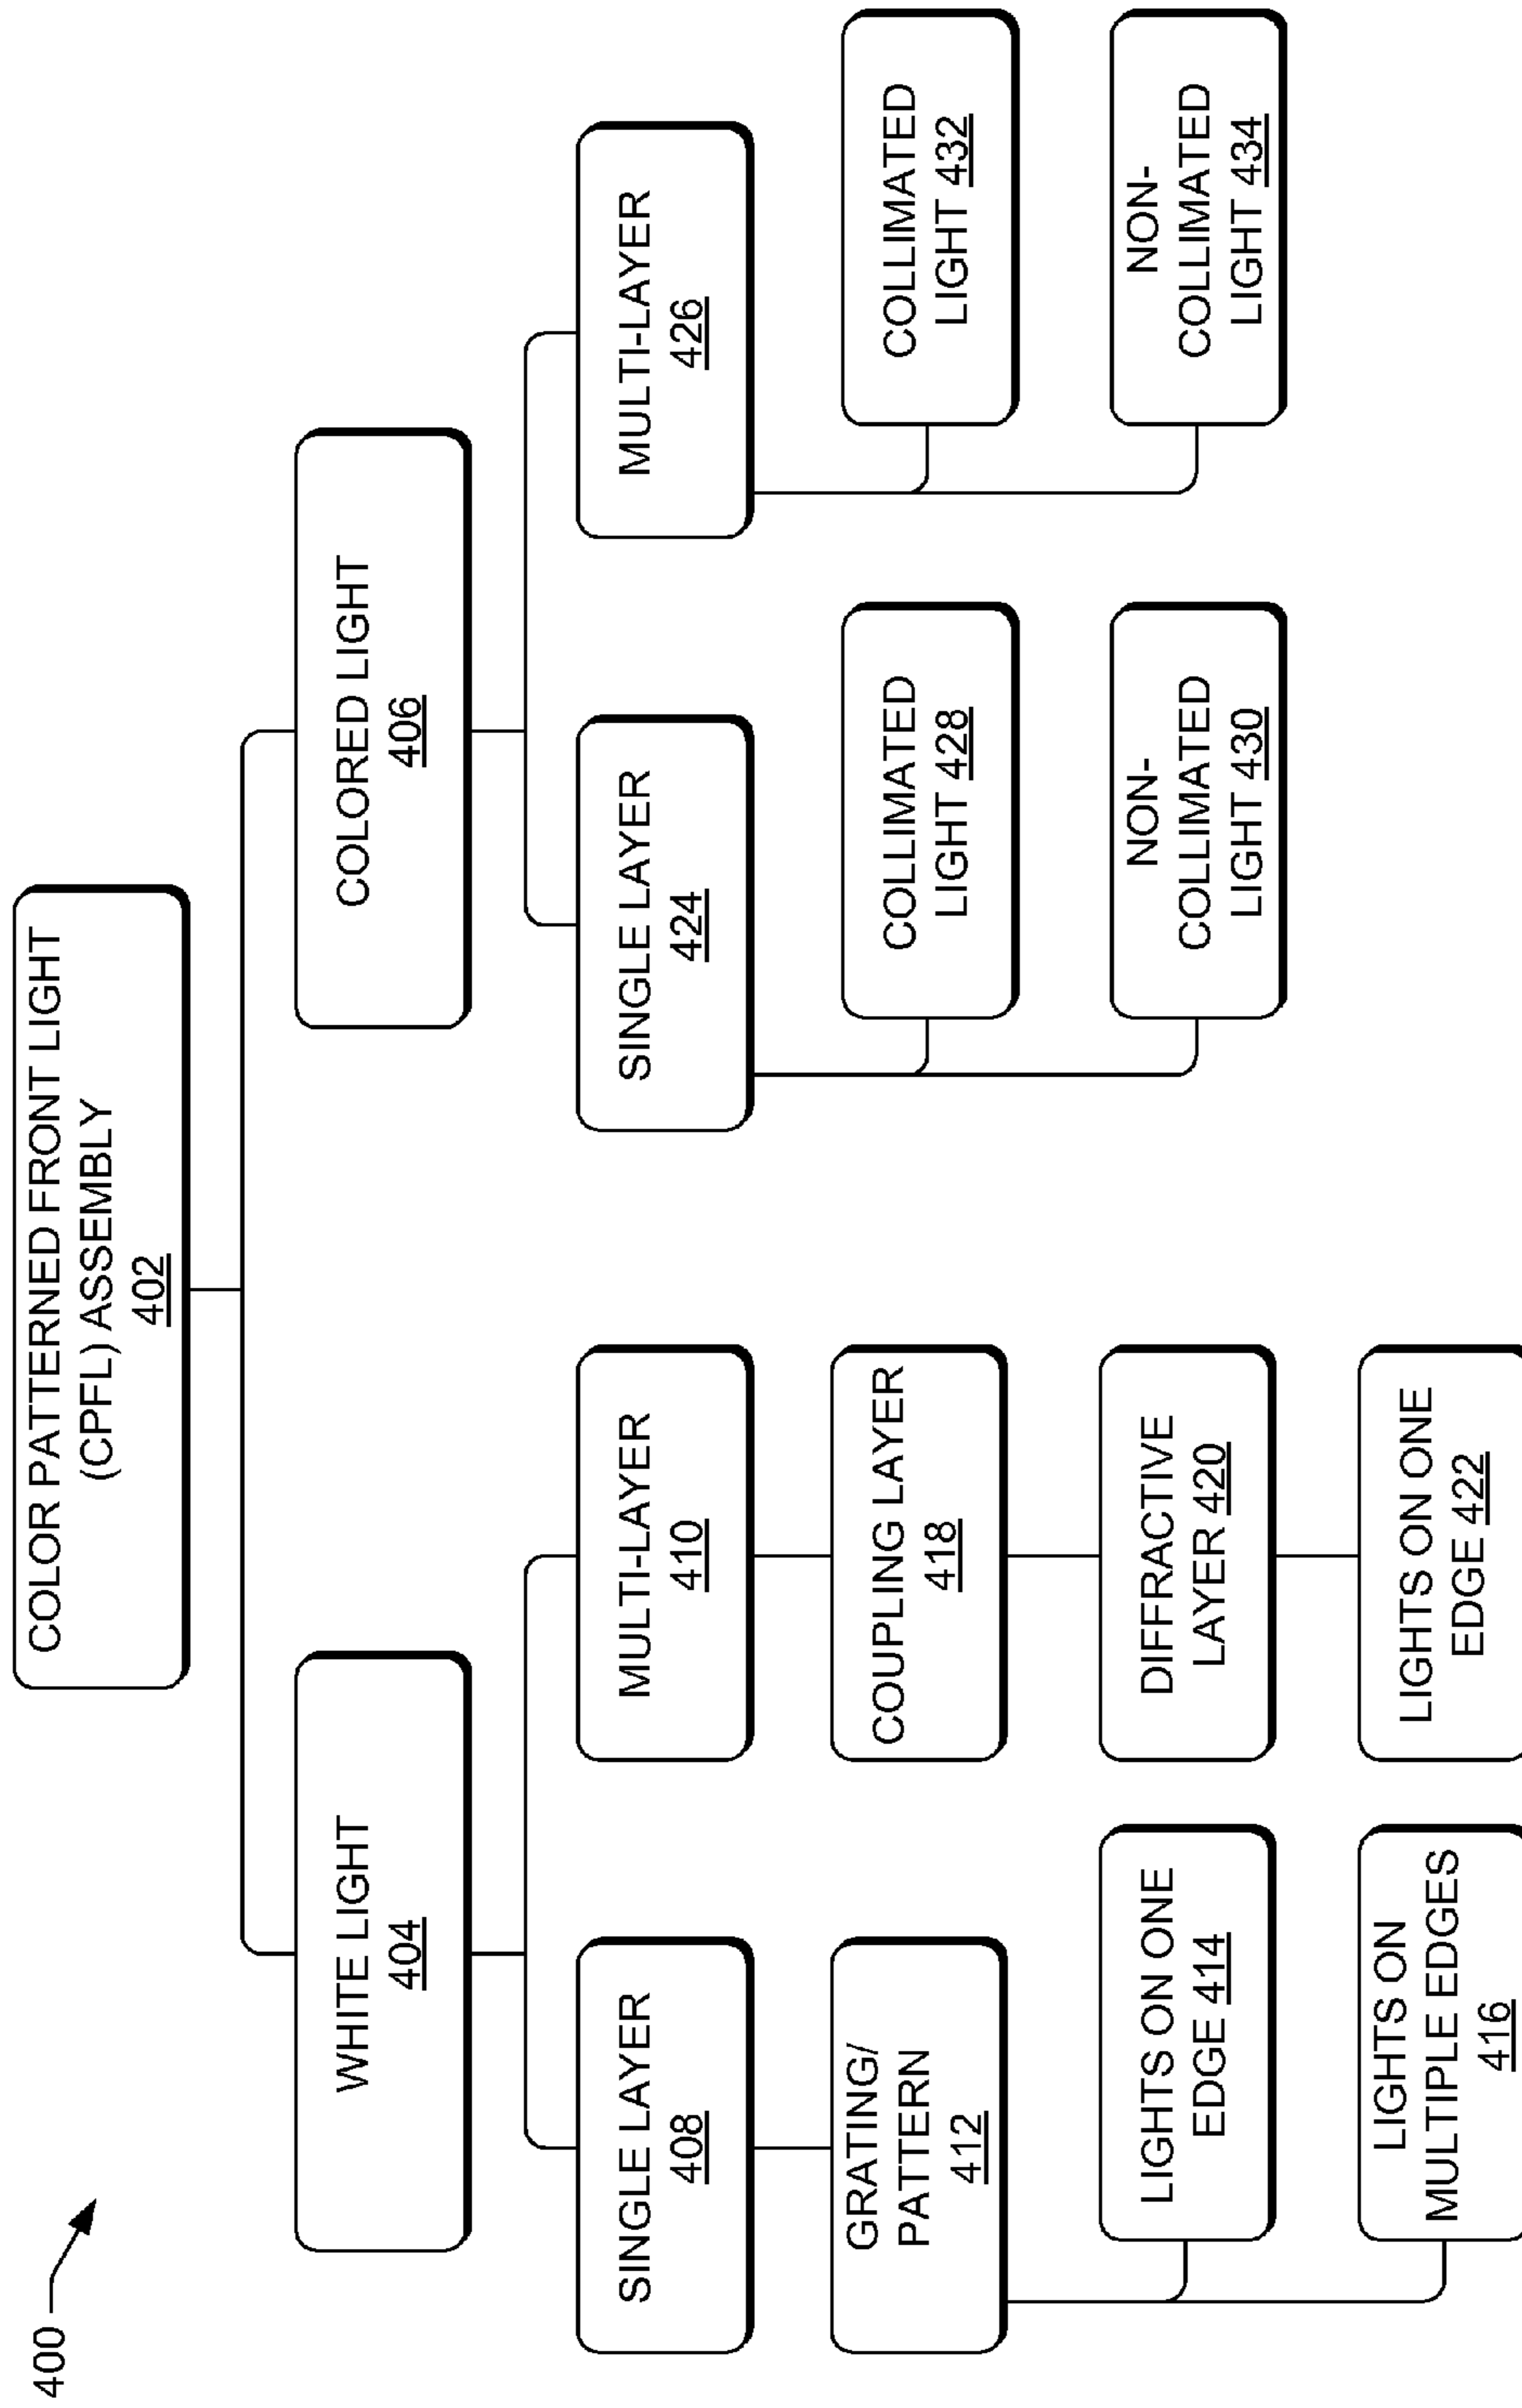 400
COLOR PATTERNED FRONT LIGHT
(CPFL) ASSEMBLY
402
WHITE LIGHT
404
COLORED LIGHT
406
SINGLE LAYER
408
MULTI-LAYER
410
SINGLE LAYER
424
MULTI-LAYER
426
GRATING/
PATTERN
412
COUPLING LAYER
418
COLLIMATED
LIGHT 428
COLLIMATED
LIGHT 432
LIGHTS ON ONE
EDGE 414
DIFFRACTIVE
LAYER 420
NON-
COLLIMATED
LIGHT 430
NON-
COLLIMATED
LIGHT 434
LIGHTS ON
MULTIPLE EDGES
416
LIGHTS ON ONE
EDGE 422